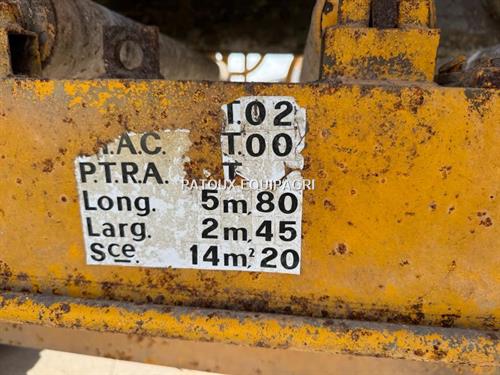 T.02
T.A.C. T.00
P.T.R.A. T
PATOUX EQUIPAGRI
Long. 5m,80
Larg. 2m,45
Sce. 14m²,20